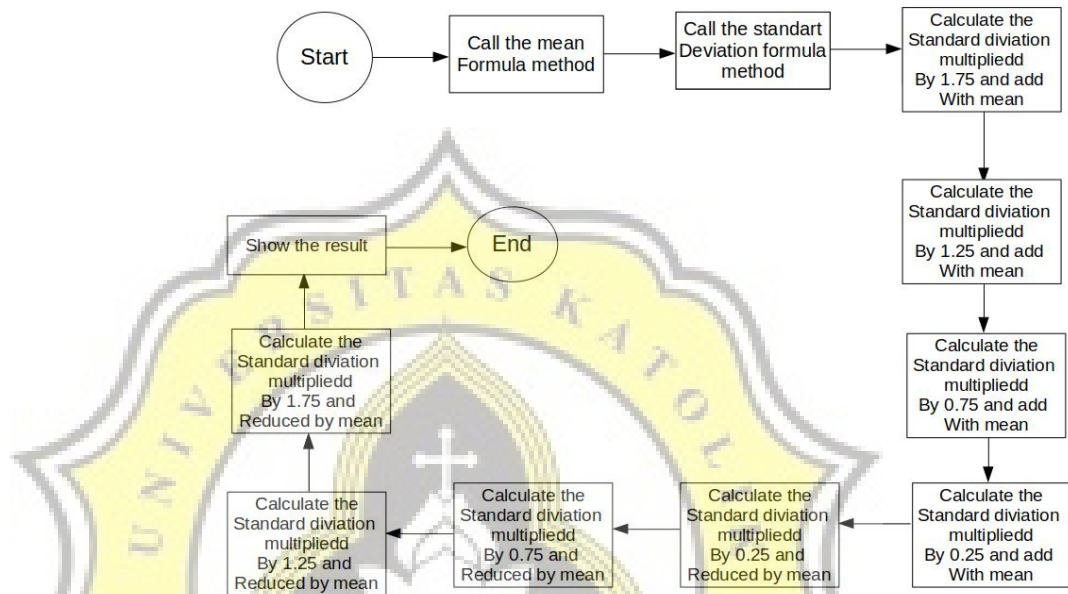 Start
Call the mean
Formula method
Call the standart
Deviation formula
method
Calculate the
Standard diviation
multipliedd
By 1.75 and add
With mean
Calculate the
Standard diviation
multipliedd
By 1.25 and add
With mean
Calculate the
Standard diviation
multipliedd
By 0.75 and add
With mean
Calculate the
Standard diviation
multipliedd
By 0.25 and add
With mean
Calculate the
Standard diviation
multipliedd
By 0.25 and
Reduced by mean
Calculate the
Standard diviation
multipliedd
By 0.75 and
Reduced by mean
Calculate the
Standard diviation
multipliedd
By 1.25 and
Reduced by mean
Calculate the
Standard diviation
multipliedd
By 1.75 and
Reduced by mean
Show the result
End
UNIVERSITAS KATOLI